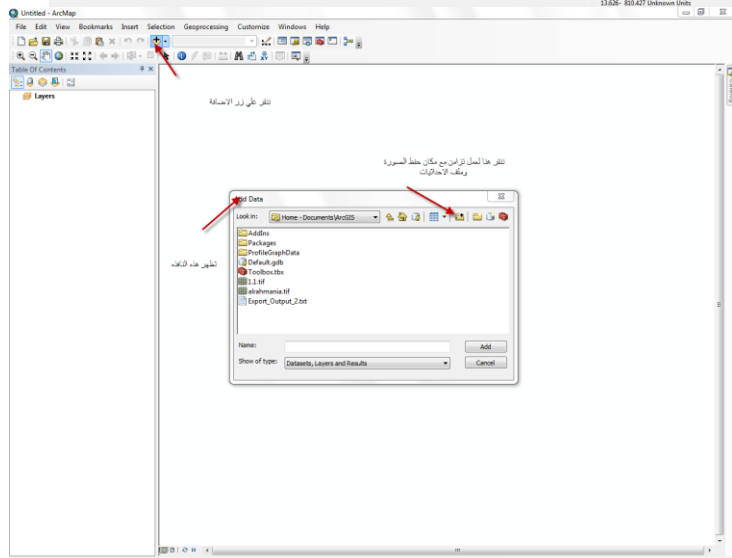 13.626- 810.427 Unknown Units
Untitled - ArcMap
File Edit View Bookmarks Insert Selection Geoprocessing Customize Windows Help
Table Of Contents
Layers
ننقر علي زر الاضافة
ننقر هنا لعمل تزامن مع مكان حفظ الصورة
وملف الاحداثيات
Add Data
Look in: Home - Documents\ArcGIS
AddIns
Packages
ProfileGraphData
Default.gdb
Toolbox.tbx
1.1.tif
alrahmania.tif
Export_Output_2.txt
تظهر هذه النافذه
Name:
Add
Show of type: Datasets, Layers and Results
Cancel